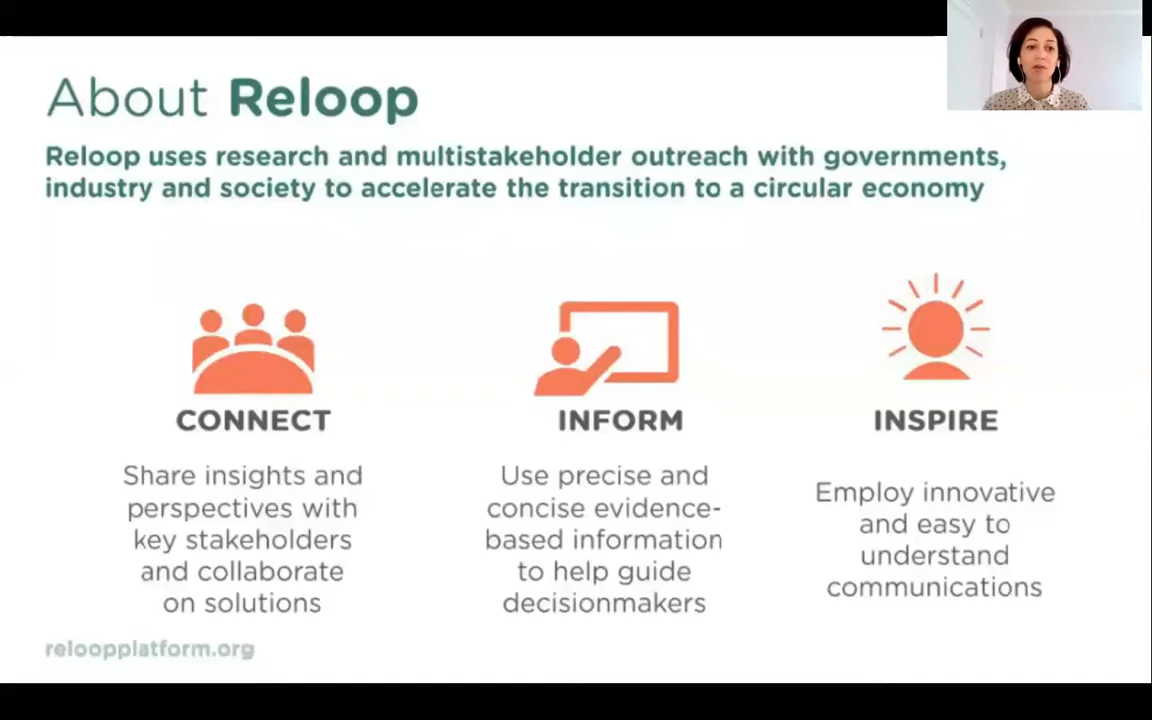 About Reloop
Reloop uses research and multistakeholder outreach with governments,
industry and society to accelerate the transition to a circular economy
CONNECT
Share insights and
perspectives with
key stakeholders
and collaborate
on solutions
INFORM
Use precise and
concise evidence-
based information
to help guide
decisionmakers
INSPIRE
Employ innovative
and easy to
understand
communications
reloopplatform.org